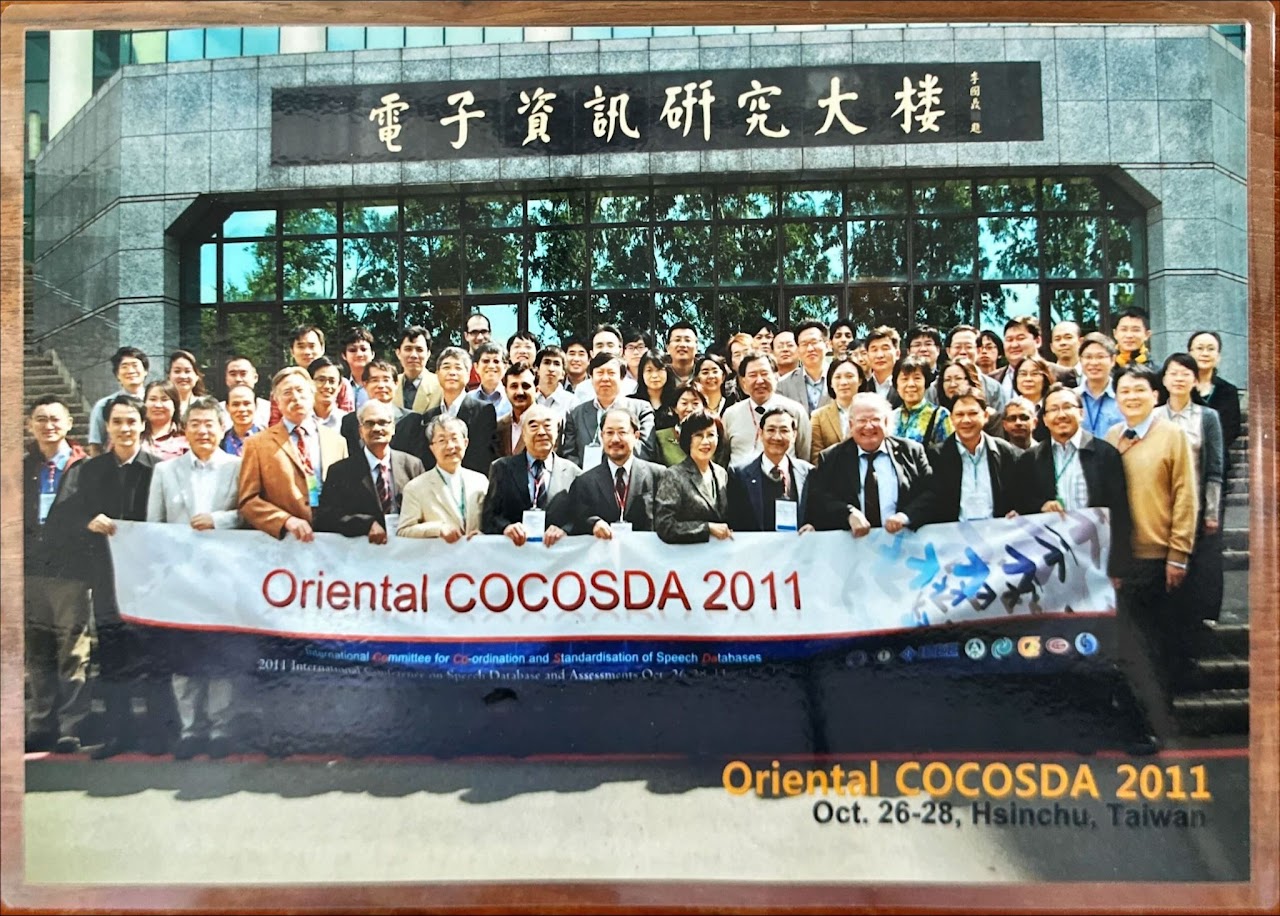 電子資訊研究大楼
李國鼎 題
Oriental COCOSDA 2011
International Committee for Co-ordination and Standardisation of Speech Databases
2011 International Conference on Speech Database and Assessments Oct. 26-28
Oriental COCOSDA 2011
Oct. 26-28, Hsinchu, Taiwan